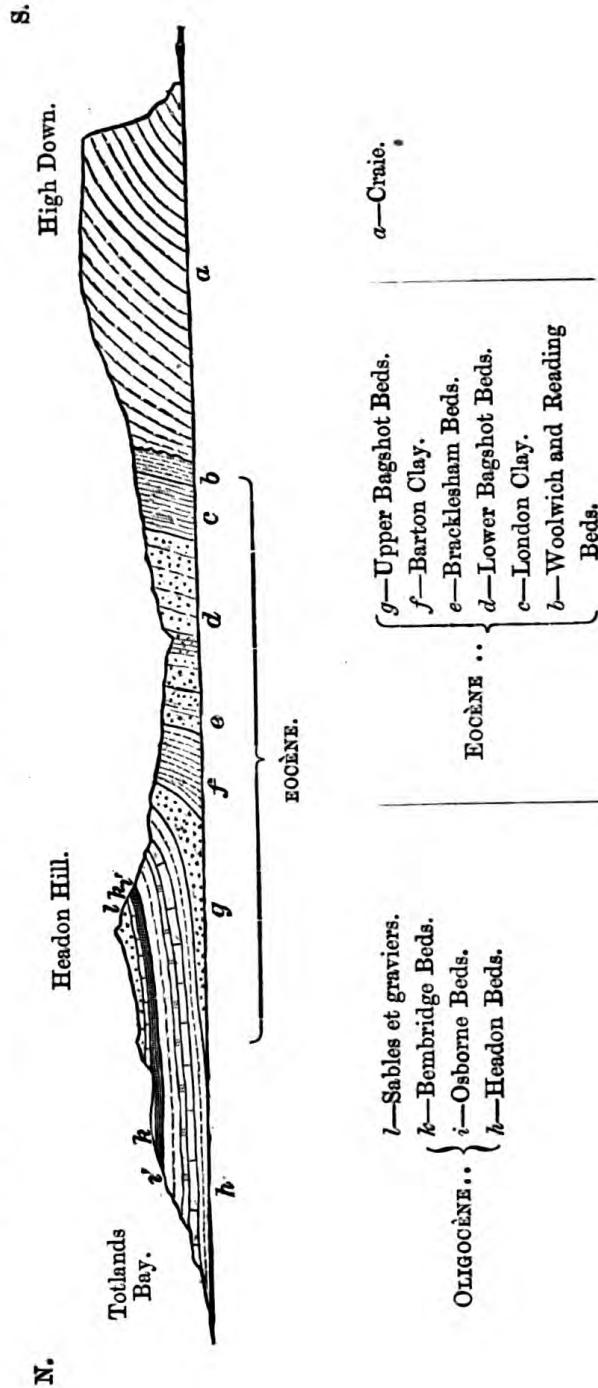 N.
S.
Totlands
Bay.
Headon Hill.
High Down.
i'
k
l
k
i'
h
g
f
e
d
c
b
a
EOCÈNE.
OLIGOCÈNE..
l—Sables et graviers.
k—Bembridge Beds.
i—Osborne Beds.
h—Headon Beds.
EOCÈNE ..
g—Upper Bagshot Beds.
f—Barton Clay.
e—Bracklesham Beds.
d—Lower Bagshot Beds.
c—London Clay.
b—Woolwich and Reading
Beds.
a—Craie.